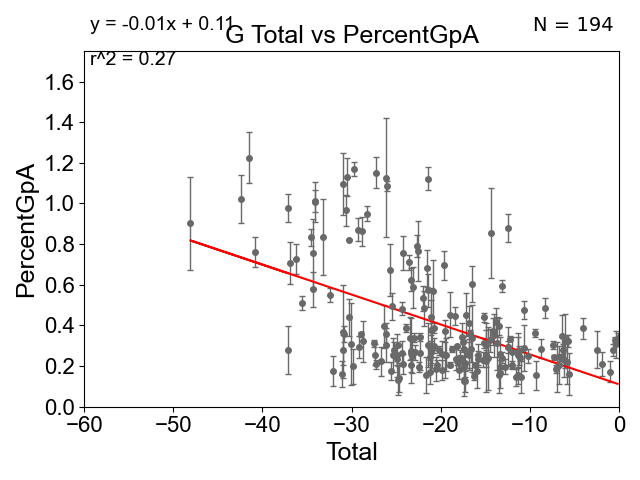 y = -0.01x + 0.11
G Total vs PercentGpA
N = 194
r^2 = 0.27
PercentGpA
1.6
1.4
1.2
1.0
0.8
0.6
0.4
0.2
0.0
−60 −50 −40 −30 −20 −10 0
Total